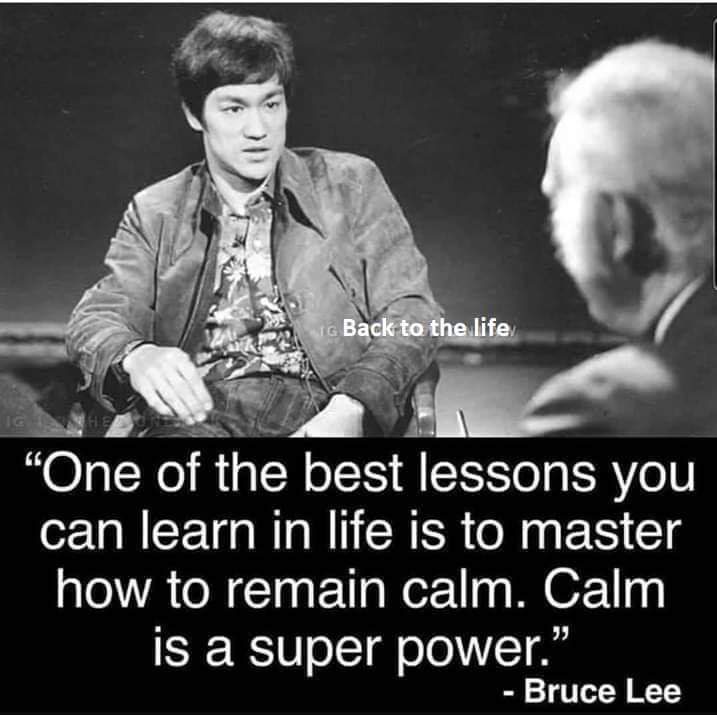 IG Back to the life
“One of the best lessons you
can learn in life is to master
how to remain calm. Calm
is a super power.”
- Bruce Lee